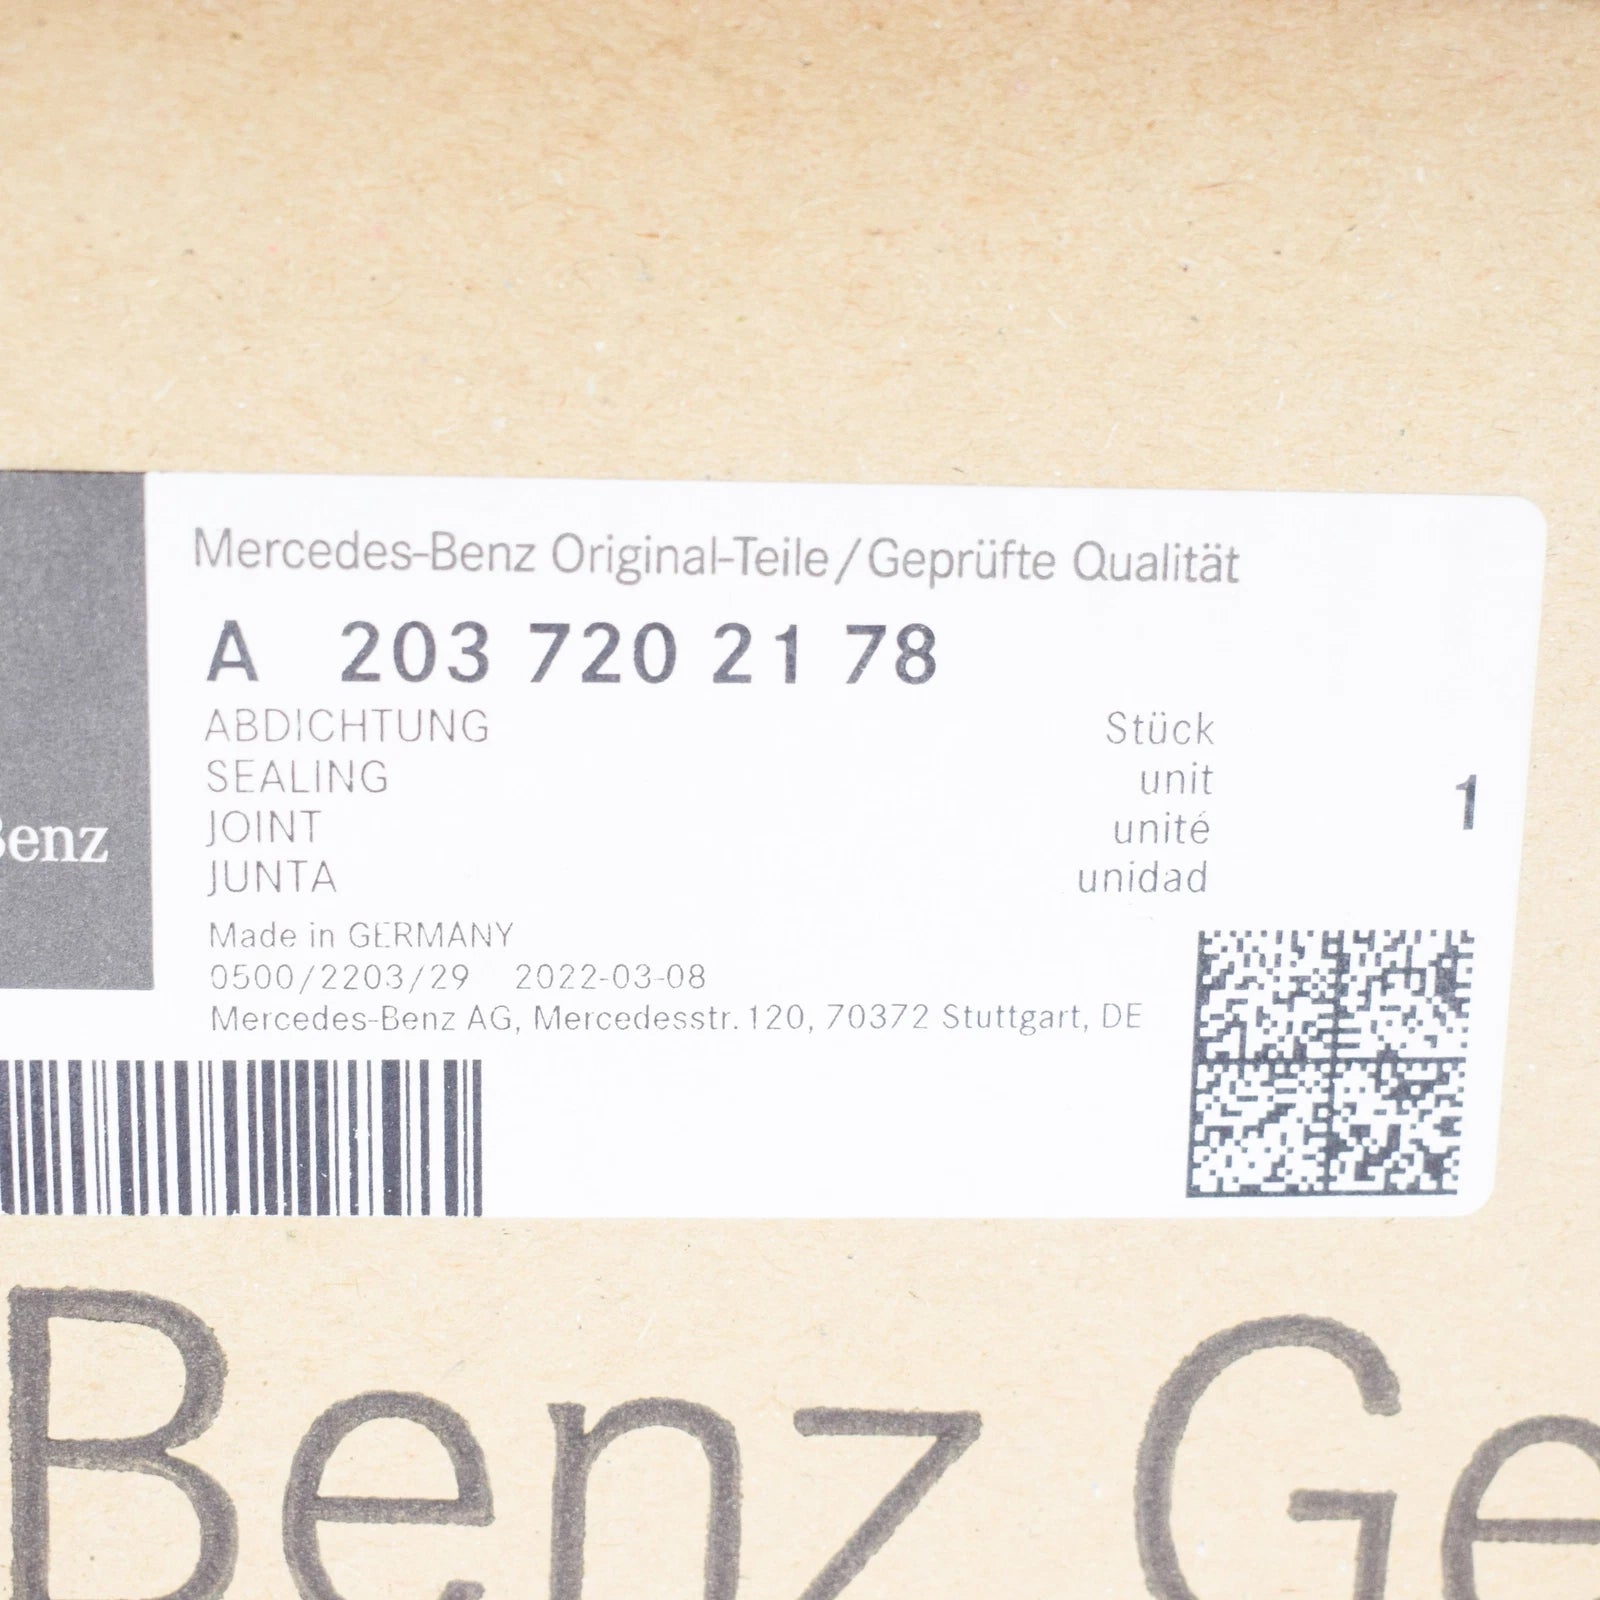 Mercedes-Benz Original-Teile/Geprüfte Qualität
A 203 720 21 78
ABDICHTUNG Stück
SEALING unit
JOINT unité
JUNTA unidad
1
Benz
Made in GERMANY
0500/2203/29 2022-03-08
Mercedes-Benz AG, Mercedesstr. 120, 70372 Stuttgart, DE
Benz Ge